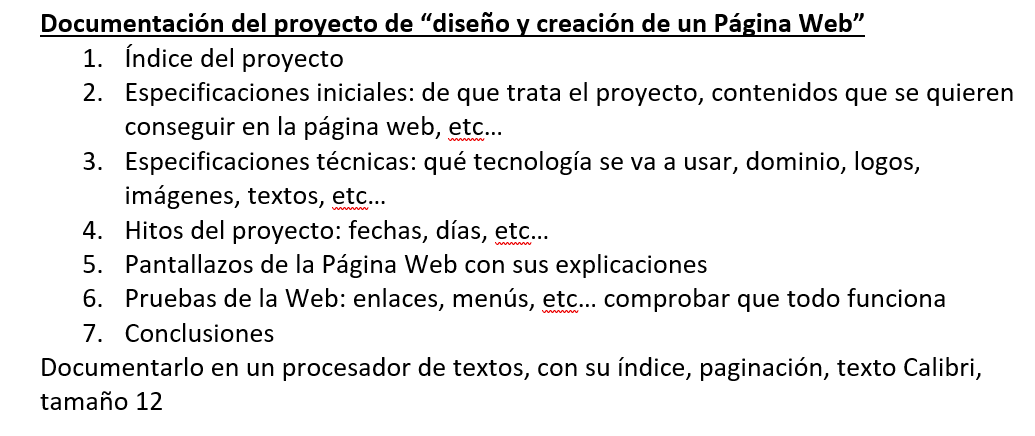 Documentación del proyecto de “diseño y creación de un Página Web”
1. Índice del proyecto
2. Especificaciones iniciales: de que trata el proyecto, contenidos que se quieren
conseguir en la página web, etc…
3. Especificaciones técnicas: qué tecnología se va a usar, dominio, logos,
imágenes, textos, etc…
4. Hitos del proyecto: fechas, días, etc…
5. Pantallazos de la Página Web con sus explicaciones
6. Pruebas de la Web: enlaces, menús, etc… comprobar que todo funciona
7. Conclusiones
Documentarlo en un procesador de textos, con su índice, paginación, texto Calibri,
tamaño 12